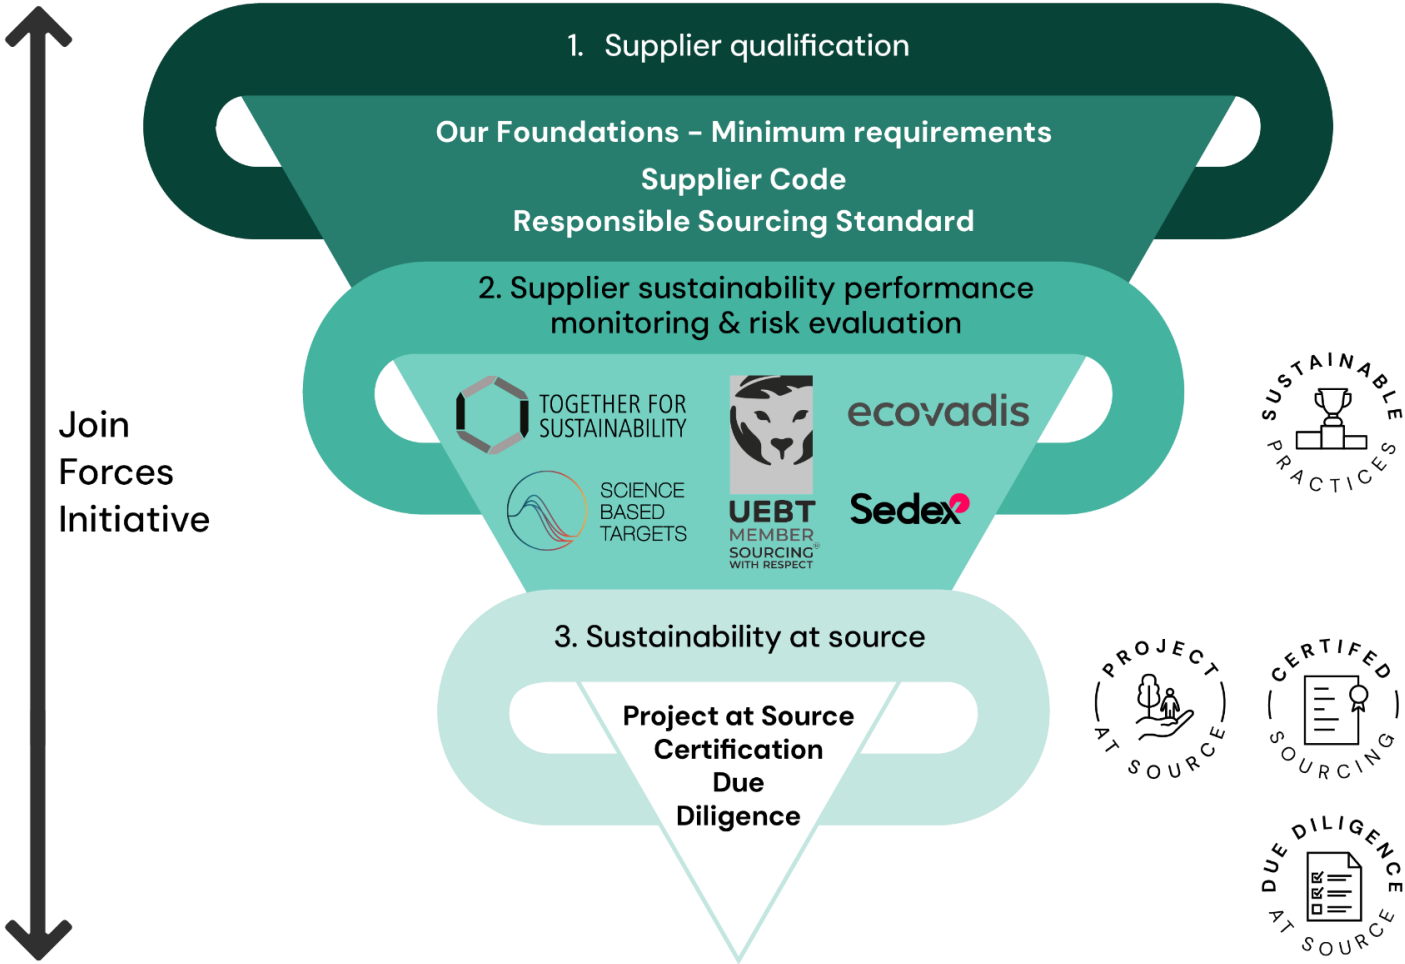 1. Supplier qualification
Our Foundations – Minimum requirements
Supplier Code
Responsible Sourcing Standard
2. Supplier sustainability performance
monitoring & risk evaluation
TOGETHER FOR
SUSTAINABILITY
SCIENCE
BASED
TARGETS
UEBT
MEMBER
SOURCING
WITH RESPECT
ecovadis
Sedex
Join
Forces
Initiative
SUSTAINABLE
PRACTICES
3. Sustainability at source
Project at Source
Certification
Due
Diligence
PROJECT
AT SOURCE
CERTIFED
SOURCING
DUE DILIGENCE
AT SOURCE